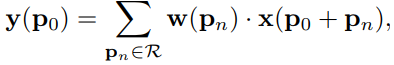 y(p₀) = ∑_{pₙ∈ℛ} w(pₙ) · x(p₀ + pₙ),